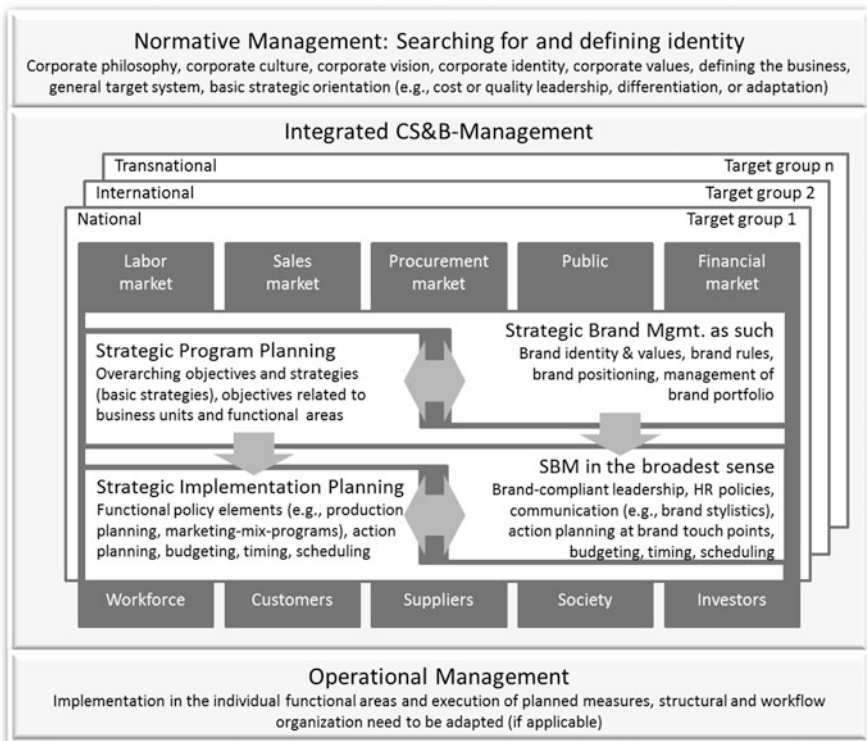 Normative Management: Searching for and defining identity
Corporate philosophy, corporate culture, corporate vision, corporate identity, corporate values, defining the business,
general target system, basic strategic orientation (e.g., cost or quality leadership, differentiation, or adaptation)
Integrated CS&B-Management
Transnational Target group n
International Target group 2
National Target group 1
Labor
market
Sales
market
Procurement
market
Public
Financial
market
Strategic Program Planning
Overarching objectives and strategies
(basic strategies), objectives related to
business units and functional areas
Strategic Brand Mgmt. as such
Brand identity & values, brand rules,
brand positioning, management of
brand portfolio
Strategic Implementation Planning
Functional policy elements (e.g., production
planning, marketing-mix-programs), action
planning, budgeting, timing, scheduling
SBM in the broadest sense
Brand-compliant leadership, HR policies,
communication (e.g., brand stylistics),
action planning at brand touch points,
budgeting, timing, scheduling
Workforce
Customers
Suppliers
Society
Investors
Operational Management
Implementation in the individual functional areas and execution of planned measures, structural and workflow
organization need to be adapted (if applicable)